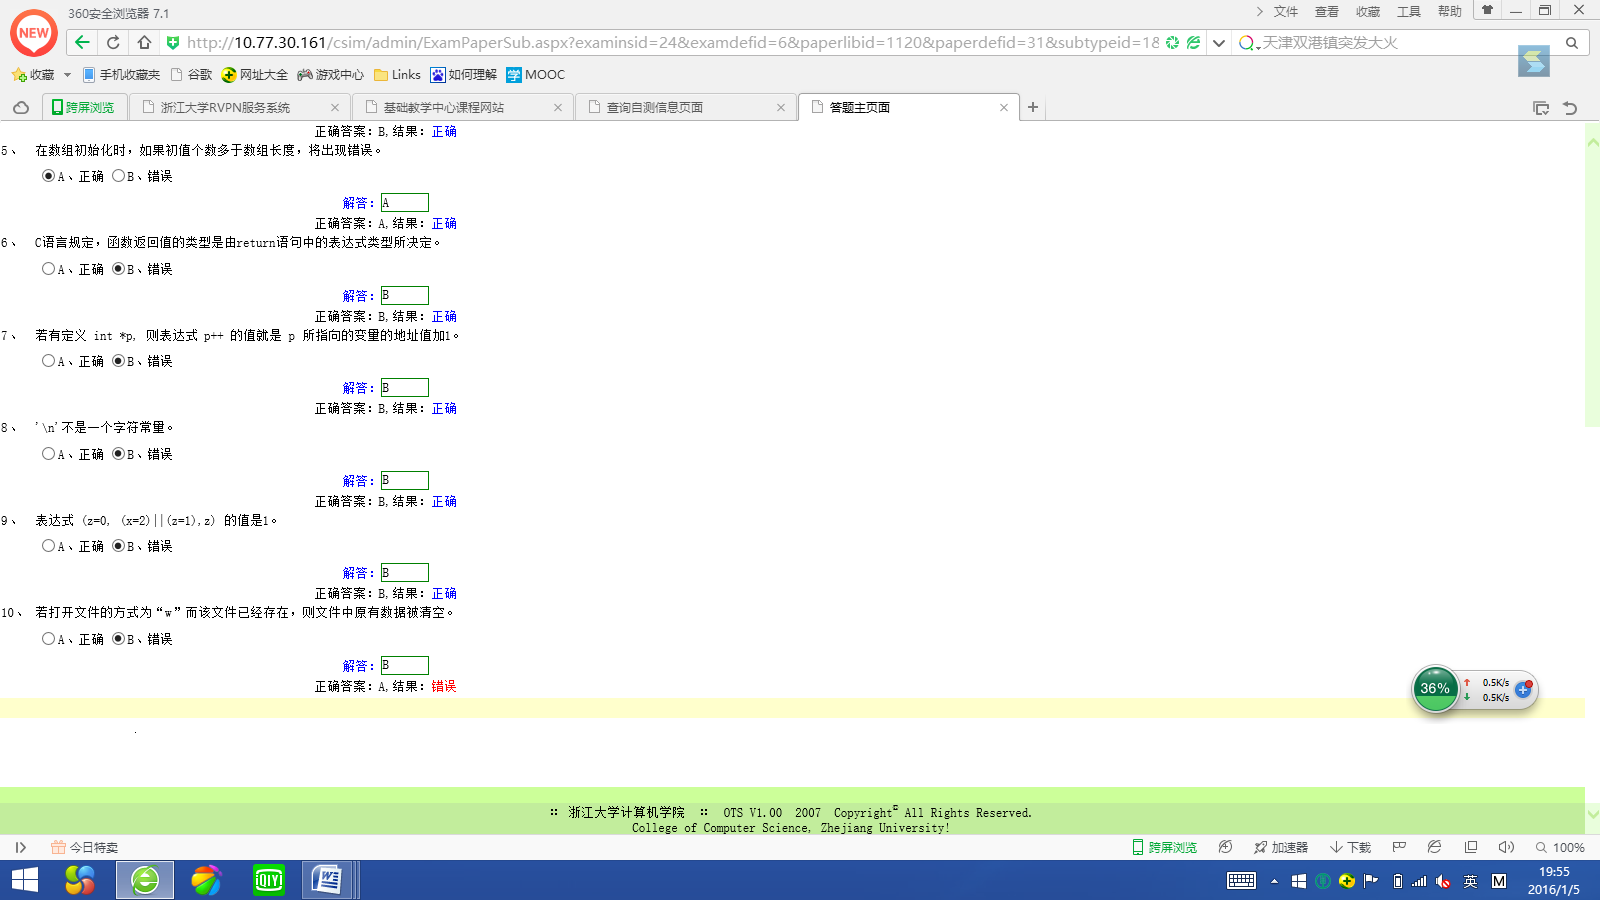 360安全浏览器 7.1
文件 查看 收藏 工具 帮助
NEW
http://10.77.30.161/csim/admin/ExamPaperSub.aspx?examinsid=24&examdefid=6&paperlibid=1120&paperdefid=31&subtypeid=1&
天津双港镇突发大火
收藏 手机收藏夹 谷歌 网址大全 游戏中心 Links 如何理解 学 MOOC
跨屏浏览 浙江大学RVPN服务系统 基础教学中心课程网站 查询自测信息页面 答题主页面
正确答案：B,结果：正确
5、 在数组初始化时，如果初值个数多于数组长度，将出现错误。
A、正确 B、错误
解答：A
正确答案：A,结果：正确
6、 C语言规定，函数返回值的类型是由return语句中的表达式类型所决定。
A、正确 B、错误
解答：B
正确答案：B,结果：正确
7、 若有定义 int *p, 则表达式 p++ 的值就是 p 所指向的变量的地址值加1。
A、正确 B、错误
解答：B
正确答案：B,结果：正确
8、 '\n'不是一个字符常量。
A、正确 B、错误
解答：B
正确答案：B,结果：正确
9、 表达式 (z=0, (x=2)||(z=1),z) 的值是1。
A、正确 B、错误
解答：B
正确答案：B,结果：正确
10、 若打开文件的方式为“w”而该文件已经存在，则文件中原有数据被清空。
A、正确 B、错误
解答：B
正确答案：A,结果：错误
36% 0.5K/s
0.5K/s
:: 浙江大学计算机学院 :: OTS V1.00 2007 Copyright© All Rights Reserved.
College of Computer Science, Zhejiang University!
今日特卖 跨屏浏览 加速器 下载 100%
QIY 英 M 19:55
2016/1/5